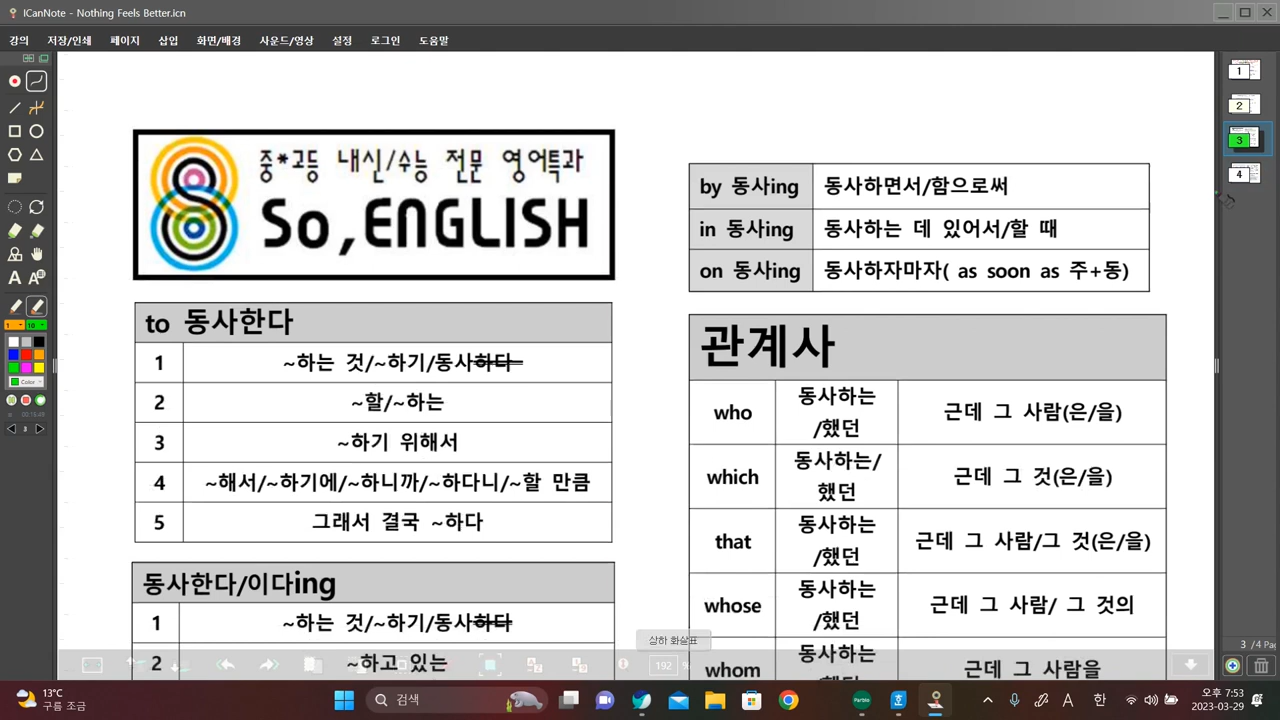 ICanNote - Nothing Feels Better.icn
강의 저장/인쇄 페이지 삽입 화면/배경 사운드/영상 설정 로그인 도움말
중*고등 내신/수능 전문 영어특과
So,ENGLISH
to 동사한다
1 ~하는 것/~하기/동사하다
2 ~할/~하는
3 ~하기 위해서
4 ~해서/~하기에/~하니까/~하다니/~할 만큼
5 그래서 결국 ~하다
동사한다/이다ing
1 ~하는 것/~하기/동사하다
2 ~하고 있는
by 동사ing 동사하면서/함으로써
in 동사ing 동사하는 데 있어서/할 때
on 동사ing 동사하자마자( as soon as 주+동)
관계사
who 동사하는/했던 근데 그 사람(은/을)
which 동사하는/했던 근데 그 것(은/을)
that 동사하는/했던 근데 그 사람/그 것(은/을)
whose 동사하는/했던 근데 그 사람/ 그 것의
whom 동사하는 근데 그 사람을
상하 화살표
192 %
1
2
3
4
3 /4 Pag
1 10
Color
00:18:49
3
13°C
구름 조금
검색
Parblo
A 한
오후 7:53
2023-03-29